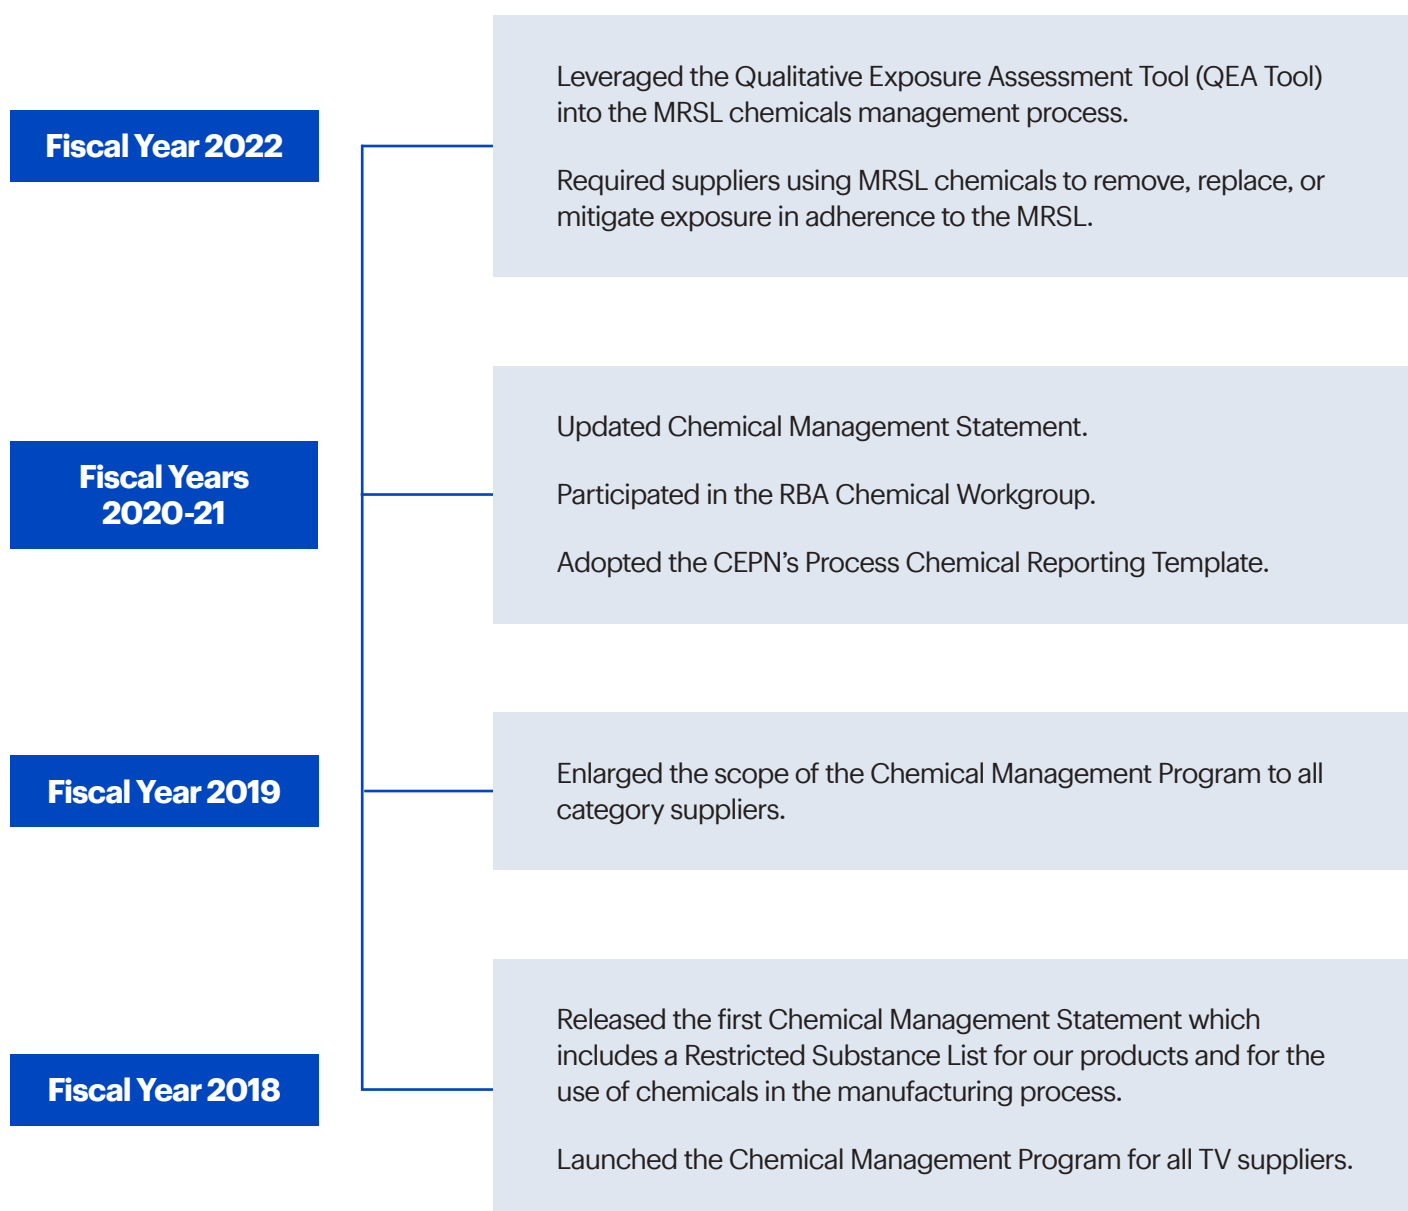 Fiscal Year 2022
Leveraged the Qualitative Exposure Assessment Tool (QEA Tool)
into the MRSL chemicals management process.
Required suppliers using MRSL chemicals to remove, replace, or
mitigate exposure in adherence to the MRSL.
Fiscal Years
2020-21
Updated Chemical Management Statement.
Participated in the RBA Chemical Workgroup.
Adopted the CEPN’s Process Chemical Reporting Template.
Fiscal Year 2019
Enlarged the scope of the Chemical Management Program to all
category suppliers.
Fiscal Year 2018
Released the first Chemical Management Statement which
includes a Restricted Substance List for our products and for the
use of chemicals in the manufacturing process.
Launched the Chemical Management Program for all TV suppliers.